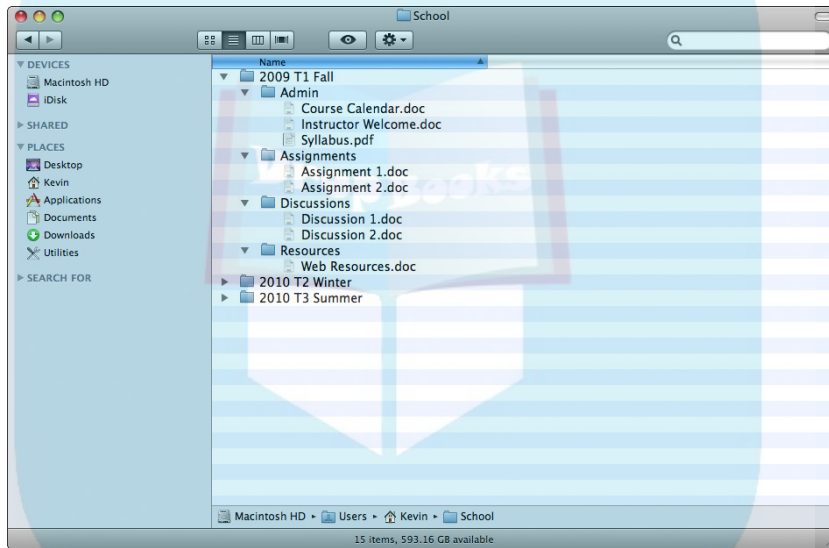 School
DEVICES
Macintosh HD
iDisk
SHARED
PLACES
Desktop
Kevin
Applications
Documents
Downloads
Utilities
SEARCH FOR
Name
2009 T1 Fall
Admin
Course Calendar.doc
Instructor Welcome.doc
Syllabus.pdf
Assignments
Assignment 1.doc
Assignment 2.doc
Discussions
Discussion 1.doc
Discussion 2.doc
Resources
Web Resources.doc
2010 T2 Winter
2010 T3 Summer
Macintosh HD Users Kevin School
15 items, 593.16 GB available
Books